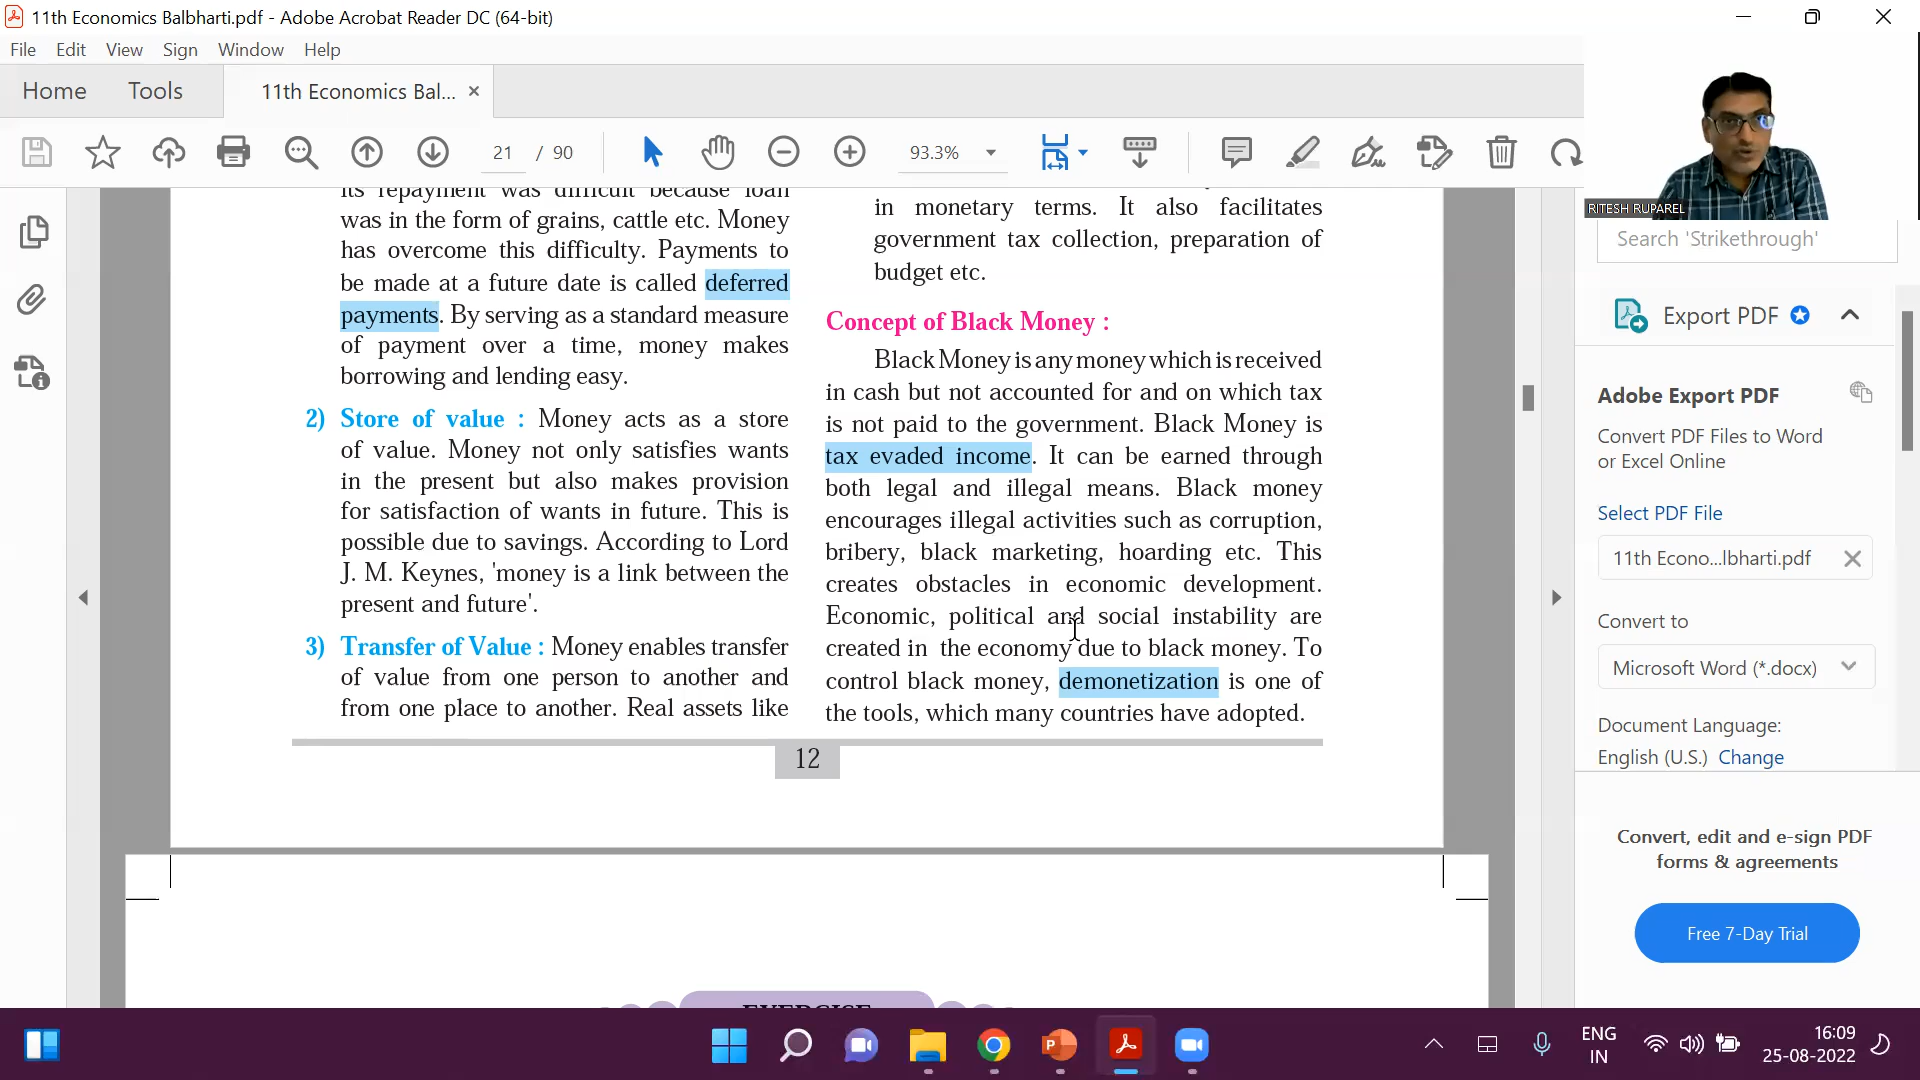 11th Economics Balbharti.pdf - Adobe Acrobat Reader DC (64-bit)
File Edit View Sign Window Help
Home Tools 11th Economics Bal... ×
21 / 90 93.3%
RITESH RUPAREL
its repayment was difficult because loan
was in the form of grains, cattle etc. Money
has overcome this difficulty. Payments to
be made at a future date is called deferred
payments. By serving as a standard measure
of payment over a time, money makes
borrowing and lending easy.
2) Store of value : Money acts as a store
of value. Money not only satisfies wants
in the present but also makes provision
for satisfaction of wants in future. This is
possible due to savings. According to Lord
J. M. Keynes, 'money is a link between the
present and future'.
3) Transfer of Value : Money enables transfer
of value from one person to another and
from one place to another. Real assets like
in monetary terms. It also facilitates
government tax collection, preparation of
budget etc.
Concept of Black Money :
Black Money is any money which is received
in cash but not accounted for and on which tax
is not paid to the government. Black Money is
tax evaded income. It can be earned through
both legal and illegal means. Black money
encourages illegal activities such as corruption,
bribery, black marketing, hoarding etc. This
creates obstacles in economic development.
Economic, political and social instability are
created in the economy due to black money. To
control black money, demonetization is one of
the tools, which many countries have adopted.
12
EXERCISE
Search 'Strikethrough'
Export PDF
Adobe Export PDF
Convert PDF Files to Word
or Excel Online
Select PDF File
11th Econo...lbharti.pdf
Convert to
Microsoft Word (*.docx)
Document Language:
English (U.S.) Change
Convert, edit and e-sign PDF
forms & agreements
Free 7-Day Trial
ENG
IN
16:09
25-08-2022